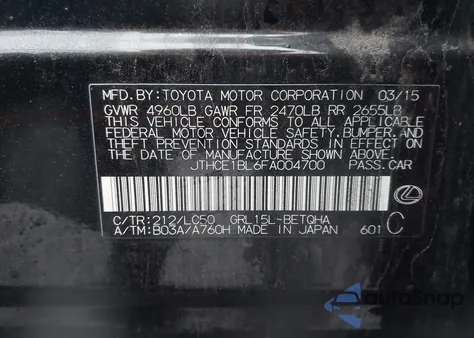 MFD. BY: TOYOTA MOTOR CORPORATION 03/15
GVWR 4960LB GAWR FR 2470LB RR 2655LB
THIS VEHICLE CONFORMS TO ALL APPLICABLE
FEDERAL MOTOR VEHICLE SAFETY, BUMPER, AND
THEFT PREVENTION STANDARDS IN EFFECT ON
THE DATE OF MANUFACTURE SHOWN ABOVE.
JTHCE1BL6FA004700 PASS.CAR
C/TR:212/LC50 GRL15L-BETQHA
A/TM:B03A/A760H MADE IN JAPAN 601 C
autoSnap